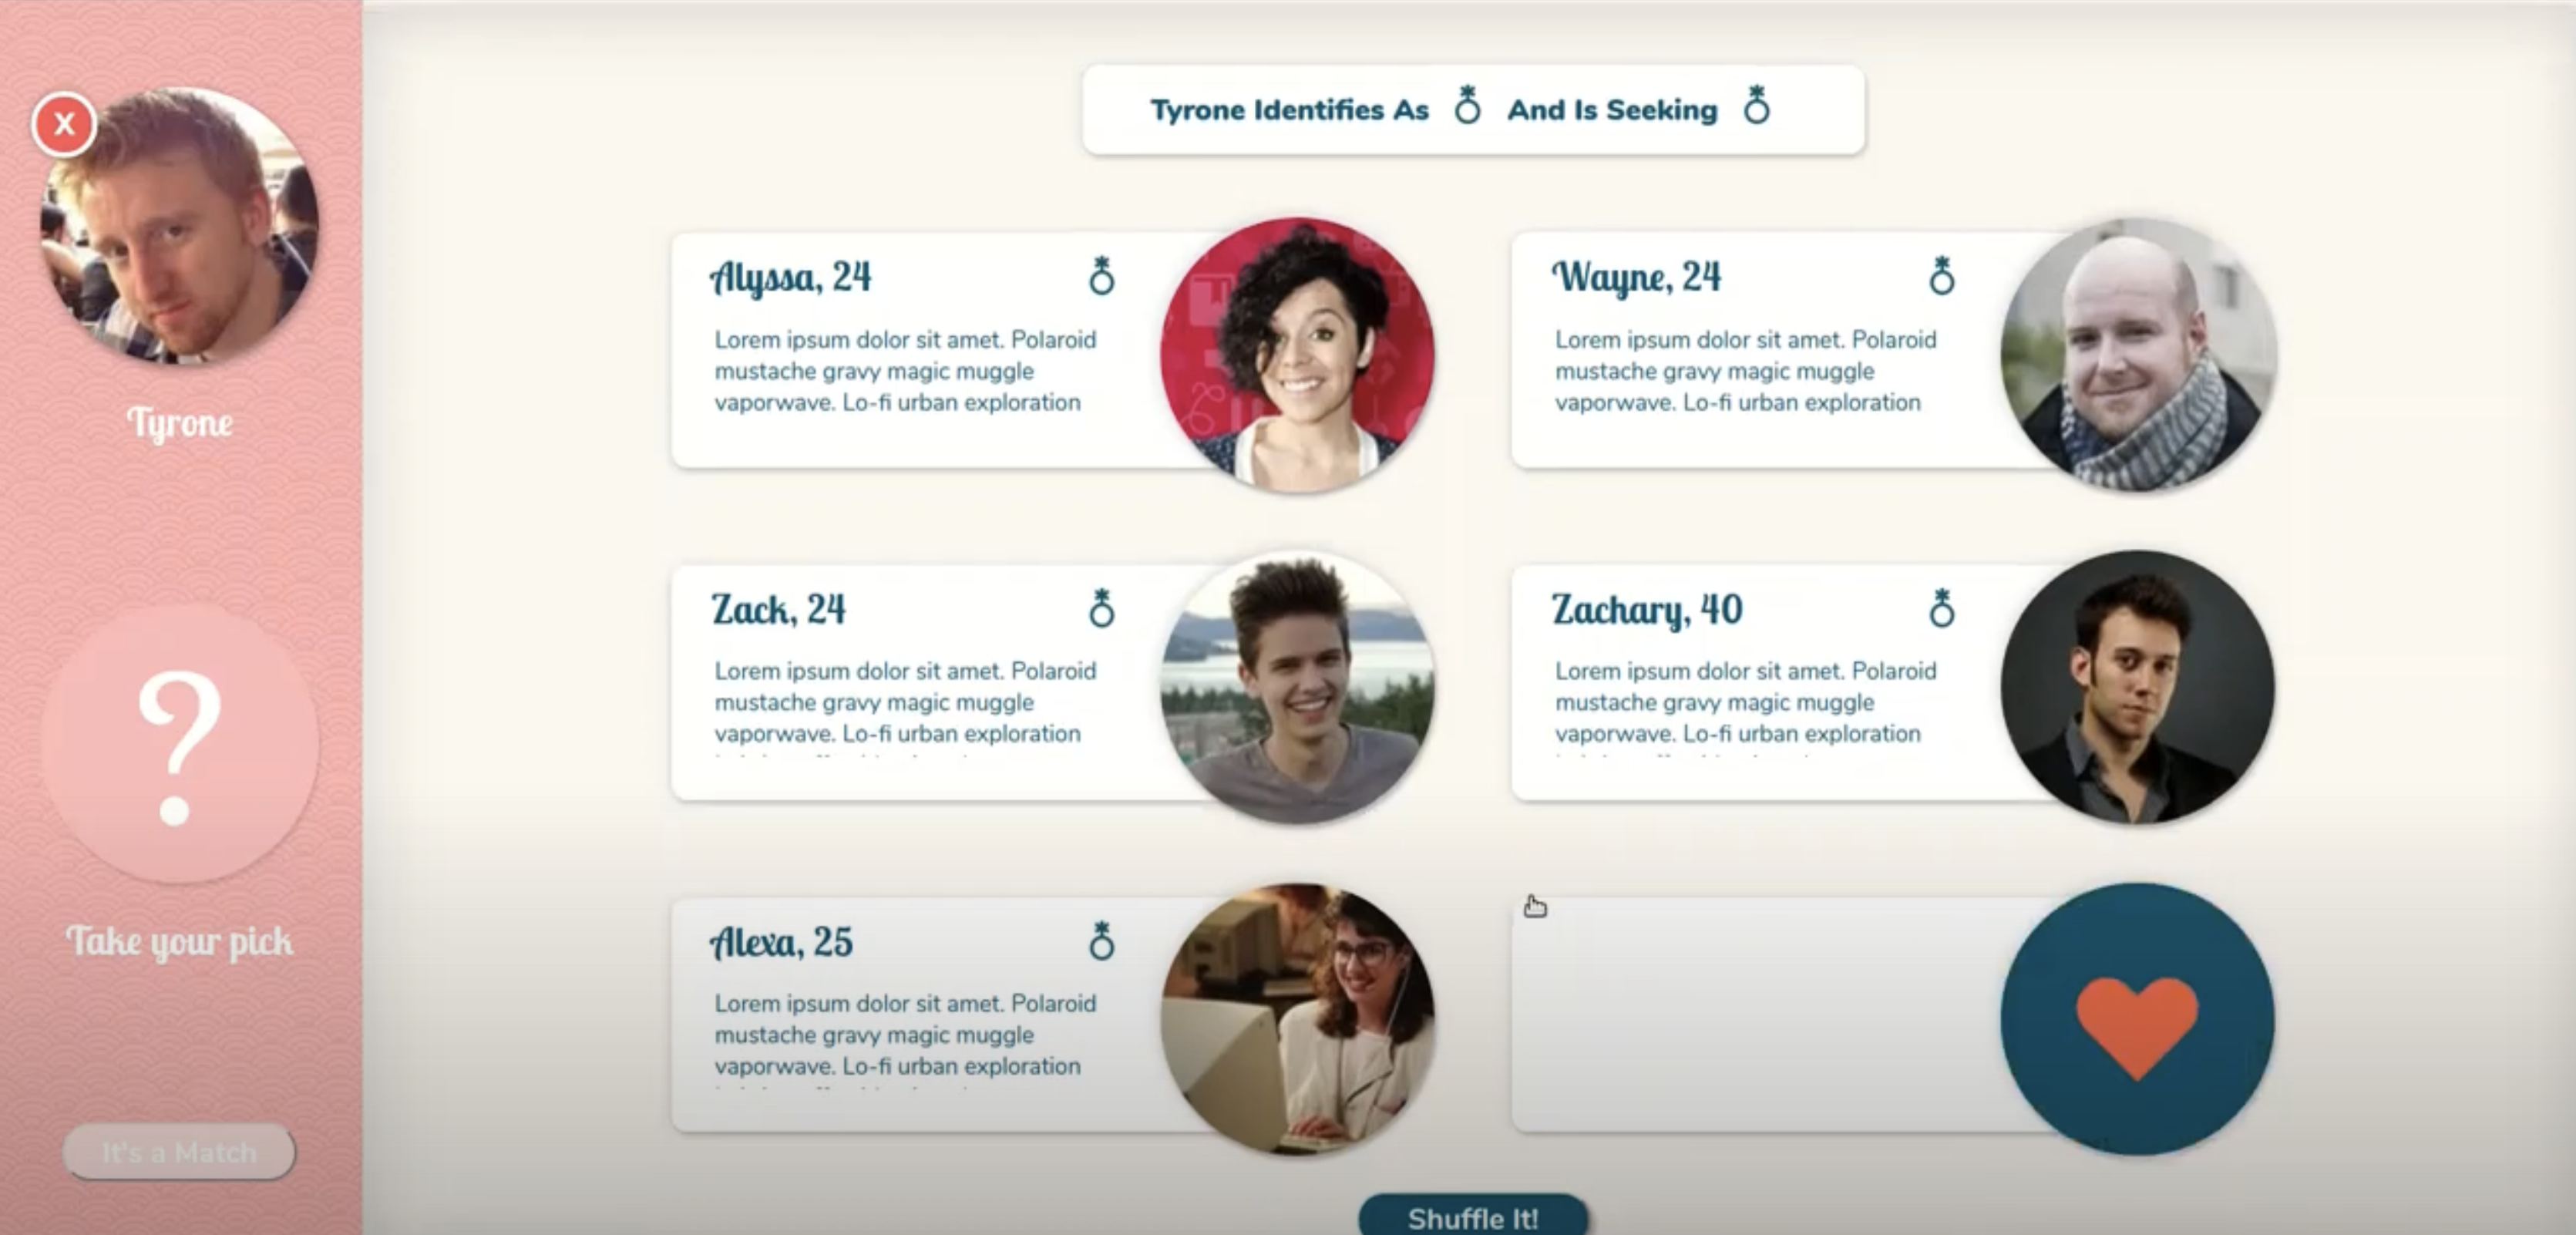 X
Tyrone
?
Take your pick
It's a Match
Tyrone Identifies As And Is Seeking
Alyssa, 24
Lorem ipsum dolor sit amet. Polaroid
mustache gravy magic muggle
vaporwave. Lo-fi urban exploration
Wayne, 24
Lorem ipsum dolor sit amet. Polaroid
mustache gravy magic muggle
vaporwave. Lo-fi urban exploration
Zack, 24
Lorem ipsum dolor sit amet. Polaroid
mustache gravy magic muggle
vaporwave. Lo-fi urban exploration
Zachary, 40
Lorem ipsum dolor sit amet. Polaroid
mustache gravy magic muggle
vaporwave. Lo-fi urban exploration
Alexa, 25
Lorem ipsum dolor sit amet. Polaroid
mustache gravy magic muggle
vaporwave. Lo-fi urban exploration
Shuffle It!